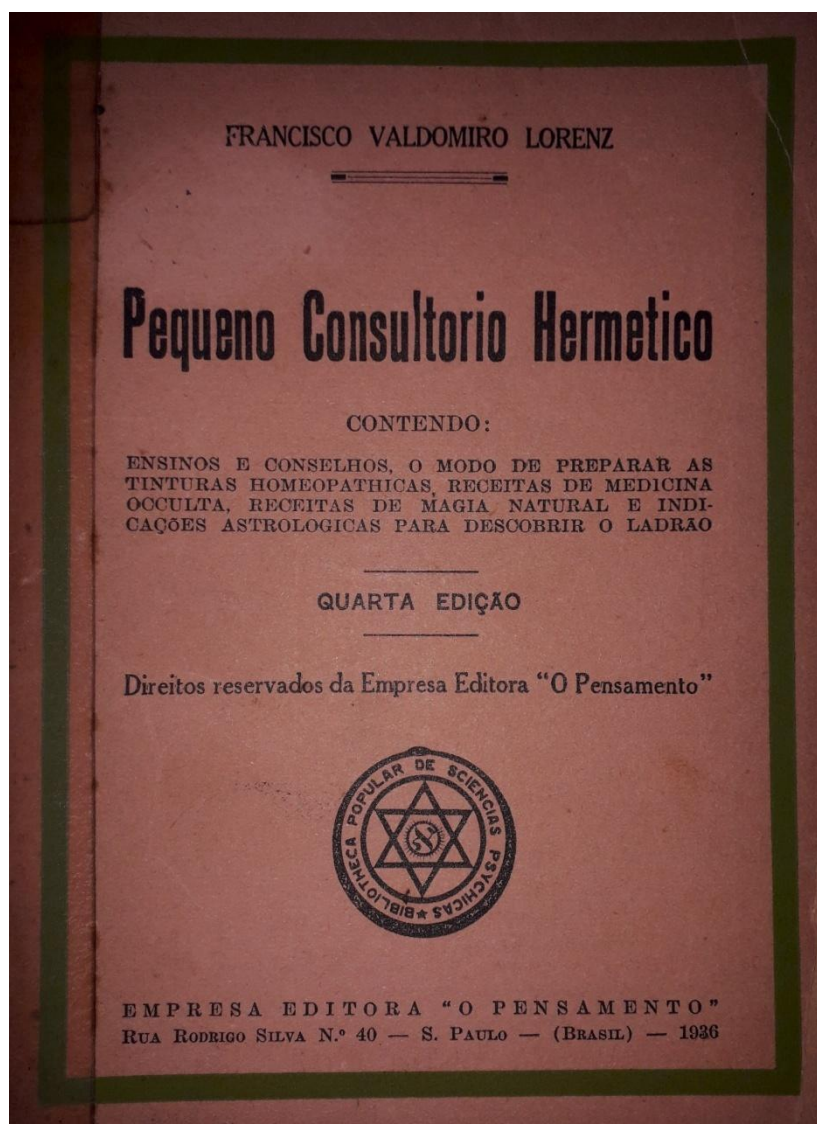 FRANCISCO VALDOMIRO LORENZ
Pequeno Consultorio Hermetico
CONTENDO:
ENSINOS E CONSELHOS, O MODO DE PREPARAR AS
TINTURAS HOMEOPATHICAS, RECEITAS DE MEDICINA
OCCULTA, RECEITAS DE MAGIA NATURAL E INDI-
CAÇÕES ASTROLOGICAS PARA DESCOBRIR O LADRÃO
QUARTA EDIÇÃO
Direitos reservados da Empresa Editora “O Pensamento”
BIBLIOTHECA POPULAR DE SCIENCIAS PSYCHICAS ★
EMPRESA EDITORA “O PENSAMENTO”
RUA RODRIGO SILVA N.º 40 — S. PAULO — (BRASIL) — 1936